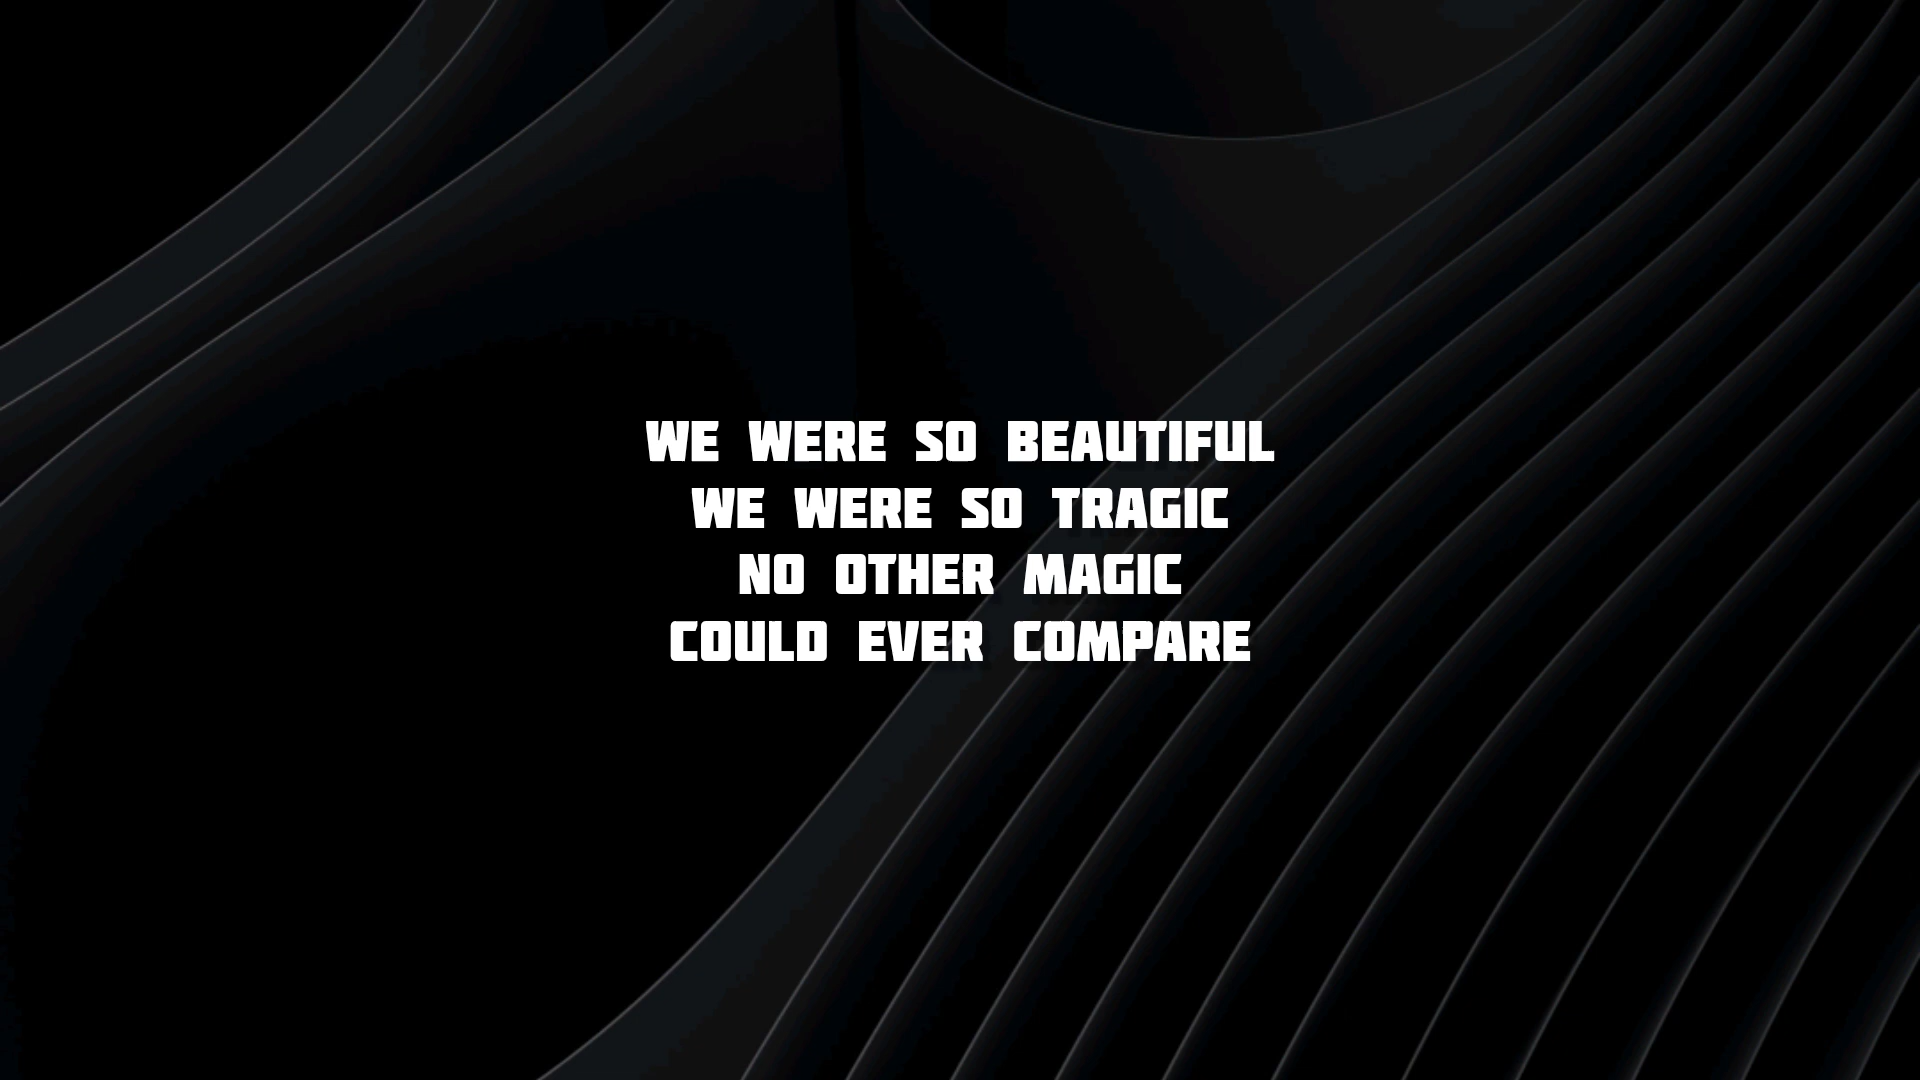 WE WERE SO BEAUTIFUL
WE WERE SO TRAGIC
NO OTHER MAGIC
COULD EVER COMPARE